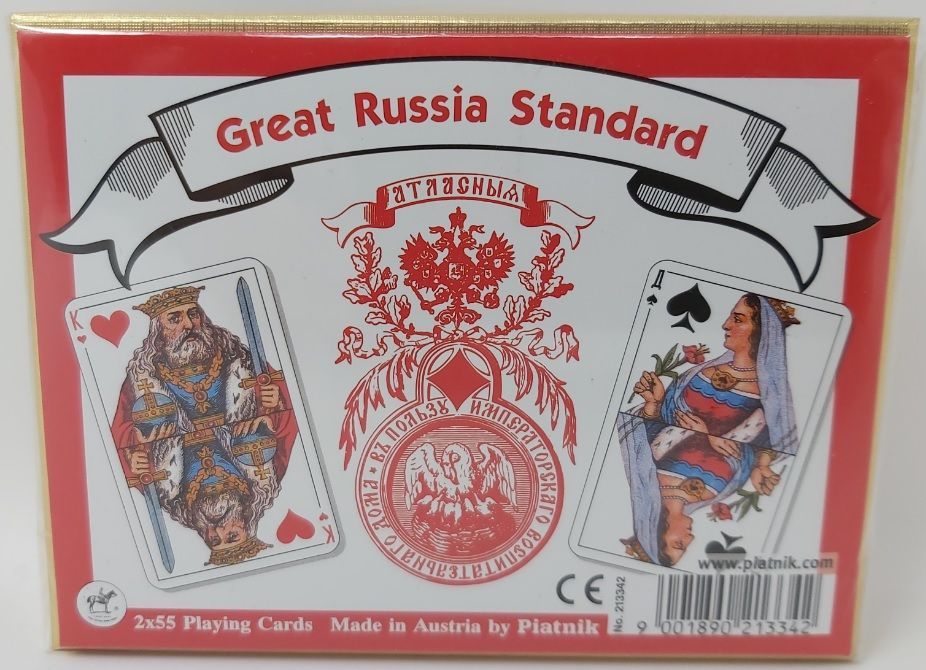 Great Russia Standard
АТЛАСНЫЯ
К
Д
ВЪ ПОЛЬЗУ ИМПЕРАТОРСКАГО ВОСПИТАТЕЛЬНАГО ДОМА
К
www.piatnik.com
CE
No. 213342
9 001890 213342
2x55 Playing Cards Made in Austria by Piatnik